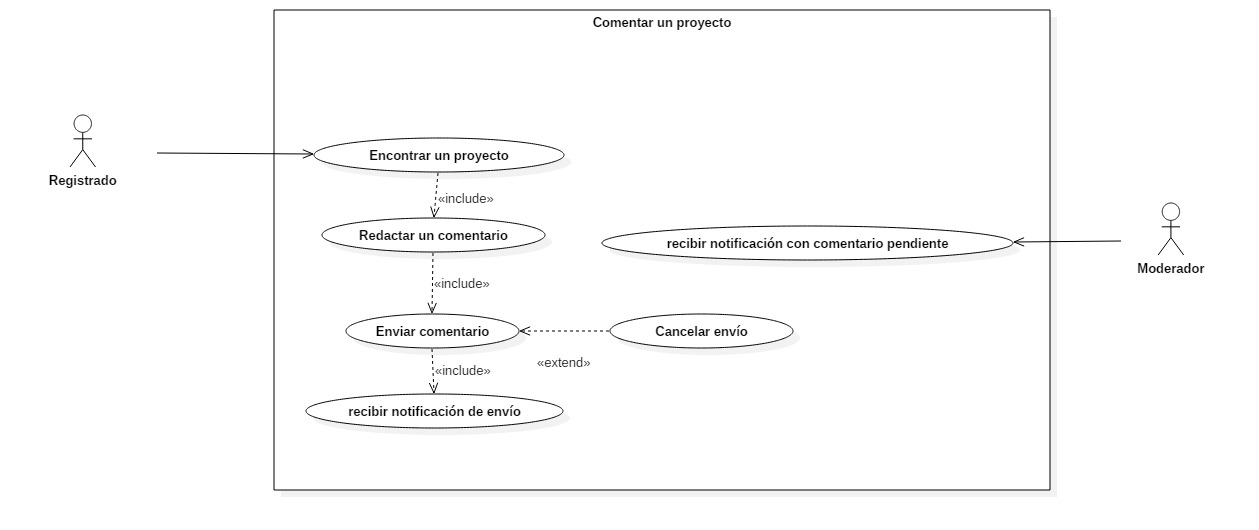 Comentar un proyecto
Registrado
Encontrar un proyecto
«include»
Redactar un comentario
recibir notificación con comentario pendiente
Moderador
«include»
Enviar comentario
Cancelar envío
«extend»
«include»
recibir notificación de envío